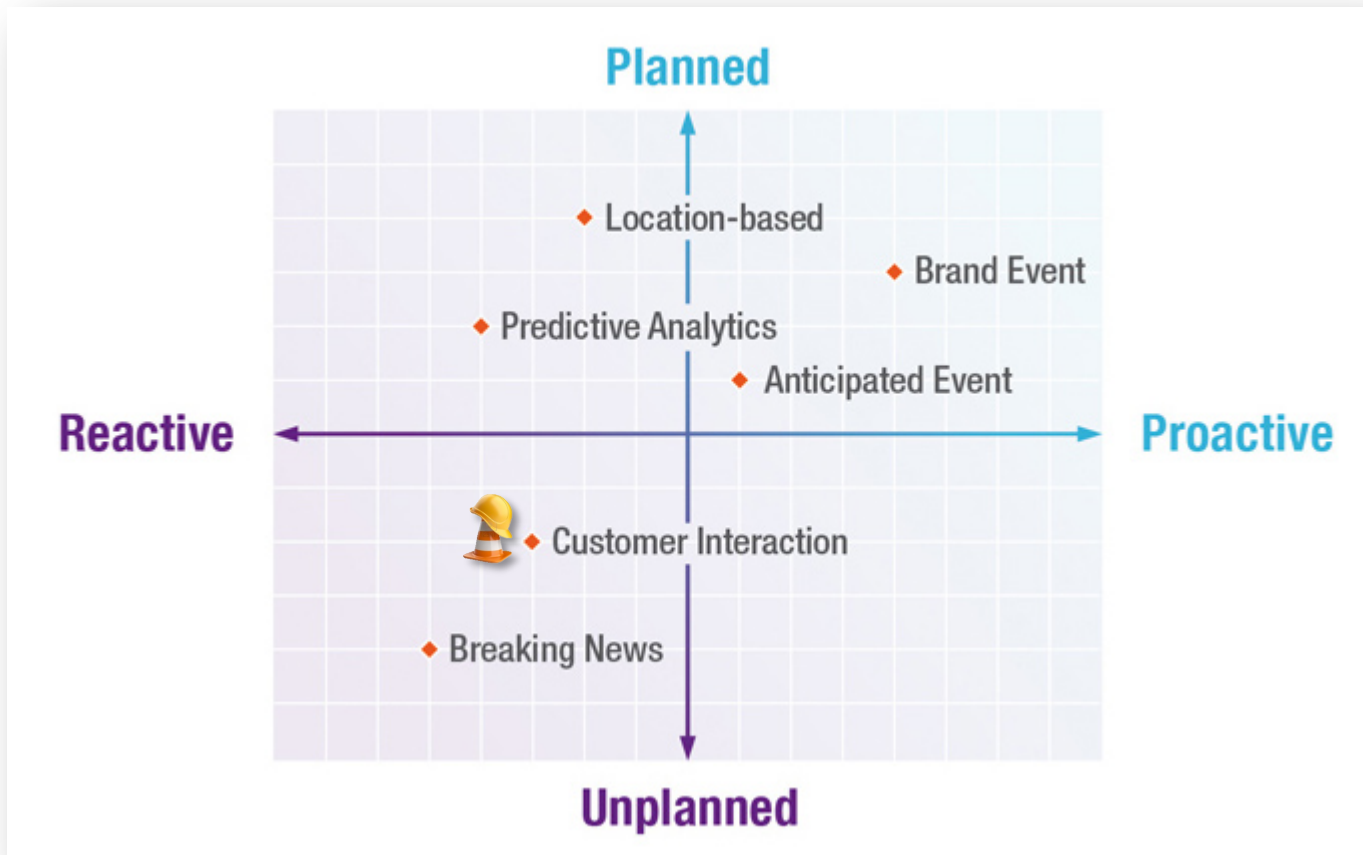 Planned
Location-based
Brand Event
Predictive Analytics
Anticipated Event
Reactive
Proactive
Customer Interaction
Breaking News
Unplanned